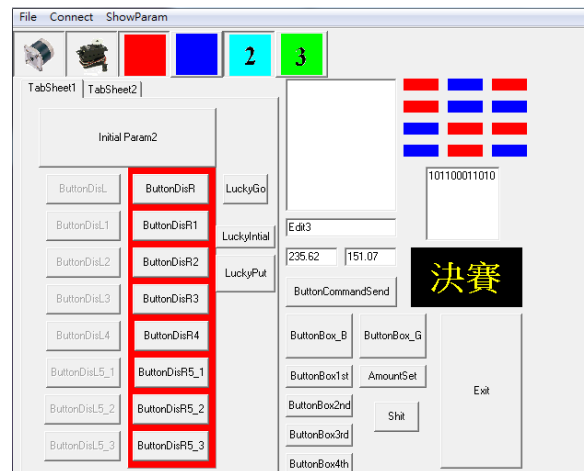 File Connect ShowParam
2 3
TabSheet1 TabSheet2
Initial Param2
ButtonDisL ButtonDisR LuckyGo
ButtonDisL1 ButtonDisR1 LuckyIntial
ButtonDisL2 ButtonDisR2 LuckyPut
ButtonDisL3 ButtonDisR3
ButtonDisL4 ButtonDisR4
ButtonDisL5_1 ButtonDisR5_1
ButtonDisL5_2 ButtonDisR5_2
ButtonDisL5_3 ButtonDisR5_3
101100011010
Edit3
235.62 151.07
決賽
ButtonCommandSend
ButtonBox_B ButtonBox_G
ButtonBox1st AmountSet
Exit
ButtonBox2nd
Shit
ButtonBox3rd
ButtonBox4th